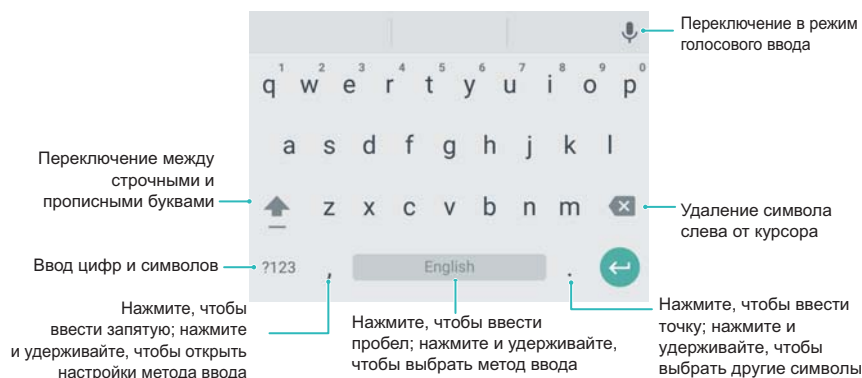 Переключение в режим
голосового ввода
1 2 3 4 5 6 7 8 9 0
q w e r t y u i o p
a s d f g h j k l
Переключение между
строчными и
прописными буквами
z x c v b n m
Удаление символа
слева от курсора
Ввод цифр и символов
?123 , English .
Нажмите, чтобы
ввести запятую; нажмите
и удерживайте, чтобы открыть
настройки метода ввода
Нажмите, чтобы ввести
пробел; нажмите и удерживайте,
чтобы выбрать метод ввода
Нажмите, чтобы ввести
точку; нажмите и
удерживайте, чтобы
выбрать другие символы